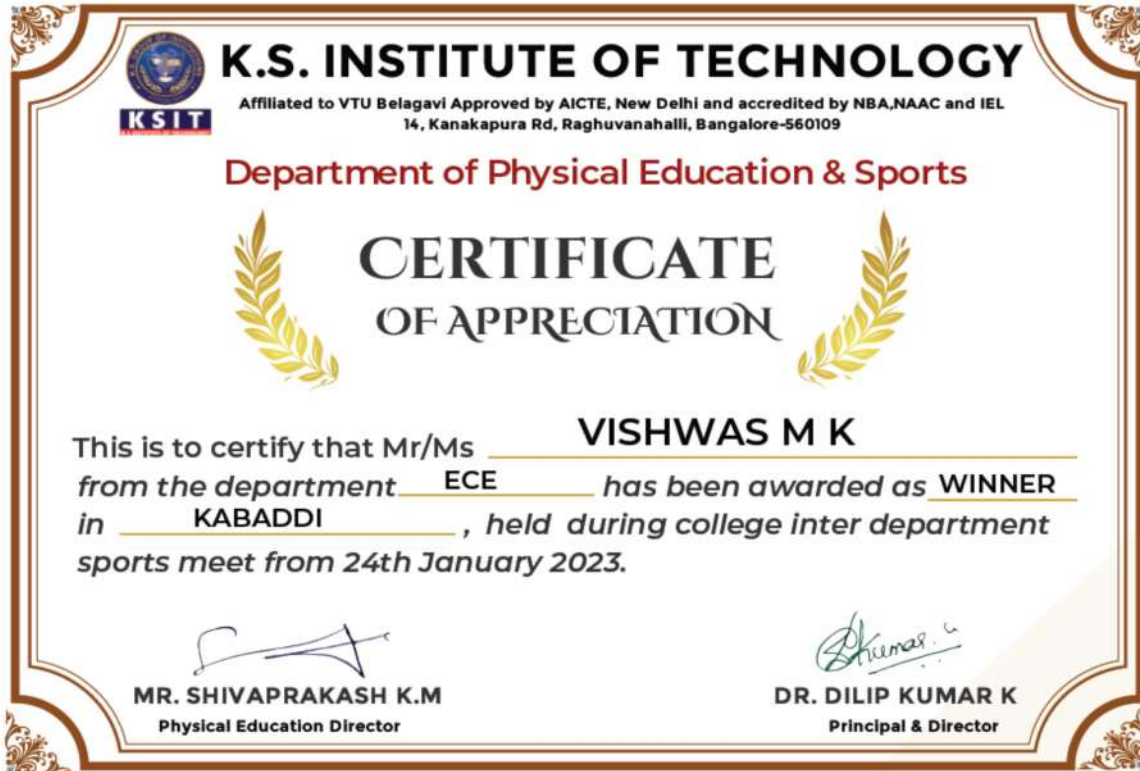 K.S. INSTITUTE OF TECHNOLOGY
Affiliated to VTU Belagavi Approved by AICTE, New Delhi and accredited by NBA,NAAC and IEL
14, Kanakapura Rd, Raghuvanahalli, Bangalore-560109
KSIT
Department of Physical Education & Sports
CERTIFICATE
OF APPRECIATION
This is to certify that Mr/Ms VISHWAS M K
from the department ECE has been awarded as WINNER
in KABADDI , held during college inter department
sports meet from 24th January 2023.
MR. SHIVAPRAKASH K.M
Physical Education Director
DR. DILIP KUMAR K
Principal & Director